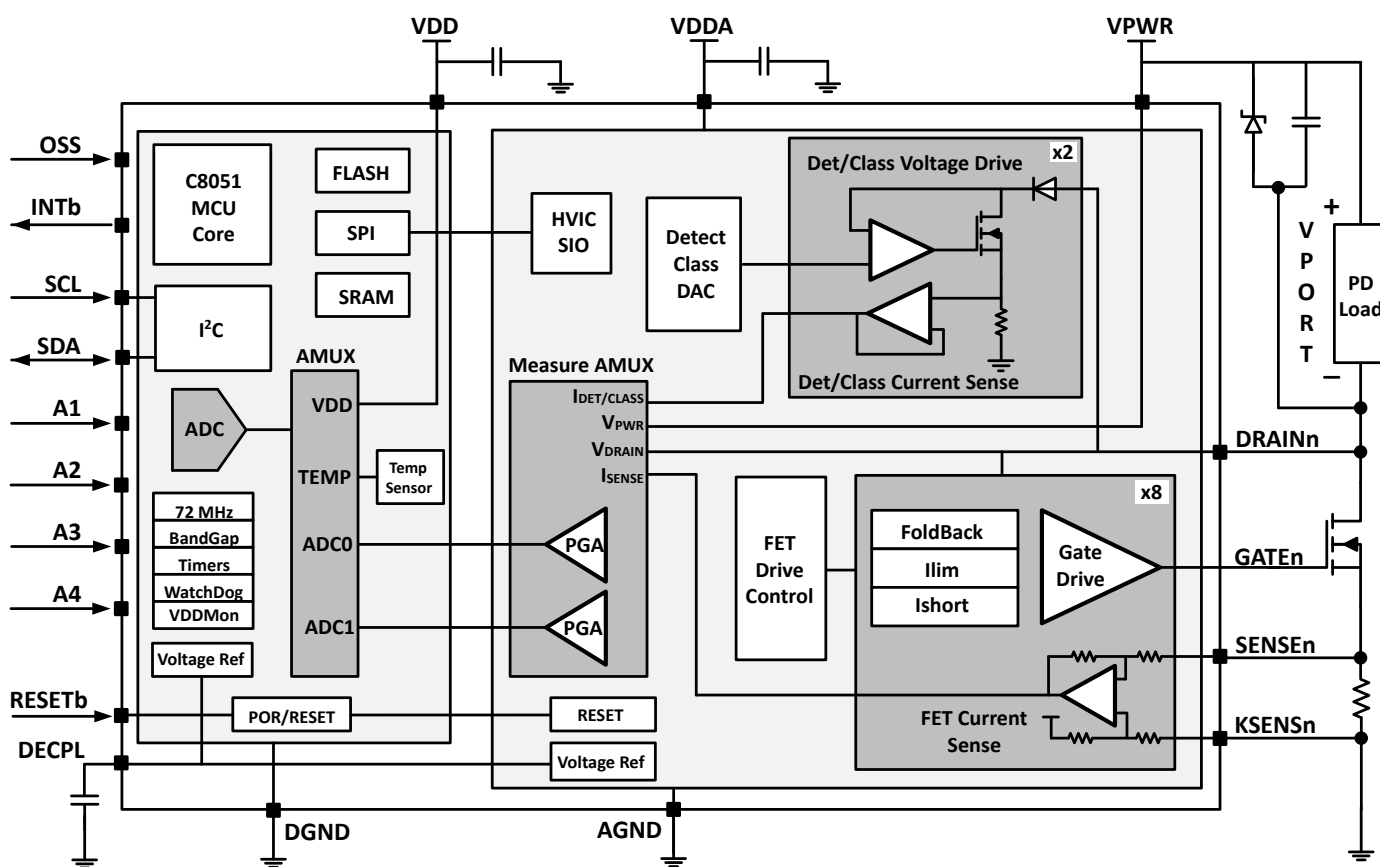 VDD
VDDA
VPWR
OSS
INTb
SCL
SDA
A1
A2
A3
A4
RESETb
DECPL
C8051
MCU
Core
FLASH
SPI
SRAM
I²C
AMUX
VDD
TEMP
ADC0
ADC1
ADC
Temp
Sensor
72 MHz
BandGap
Timers
WatchDog
VDDMon
Voltage Ref
POR/RESET
HVIC
SIO
Detect
Class
DAC
Det/Class Voltage Drive
x2
Det/Class Current Sense
Measure AMUX
IDET/CLASS
VPWR
VDRAIN
ISENSE
PGA
PGA
RESET
Voltage Ref
FET
Drive
Control
x8
FoldBack
Ilim
Ishort
Gate
Drive
FET Current
Sense
+
V
P
O
R
T
–
PD
Load
DRAINn
GATEn
SENSEn
KSENSn
DGND
AGND